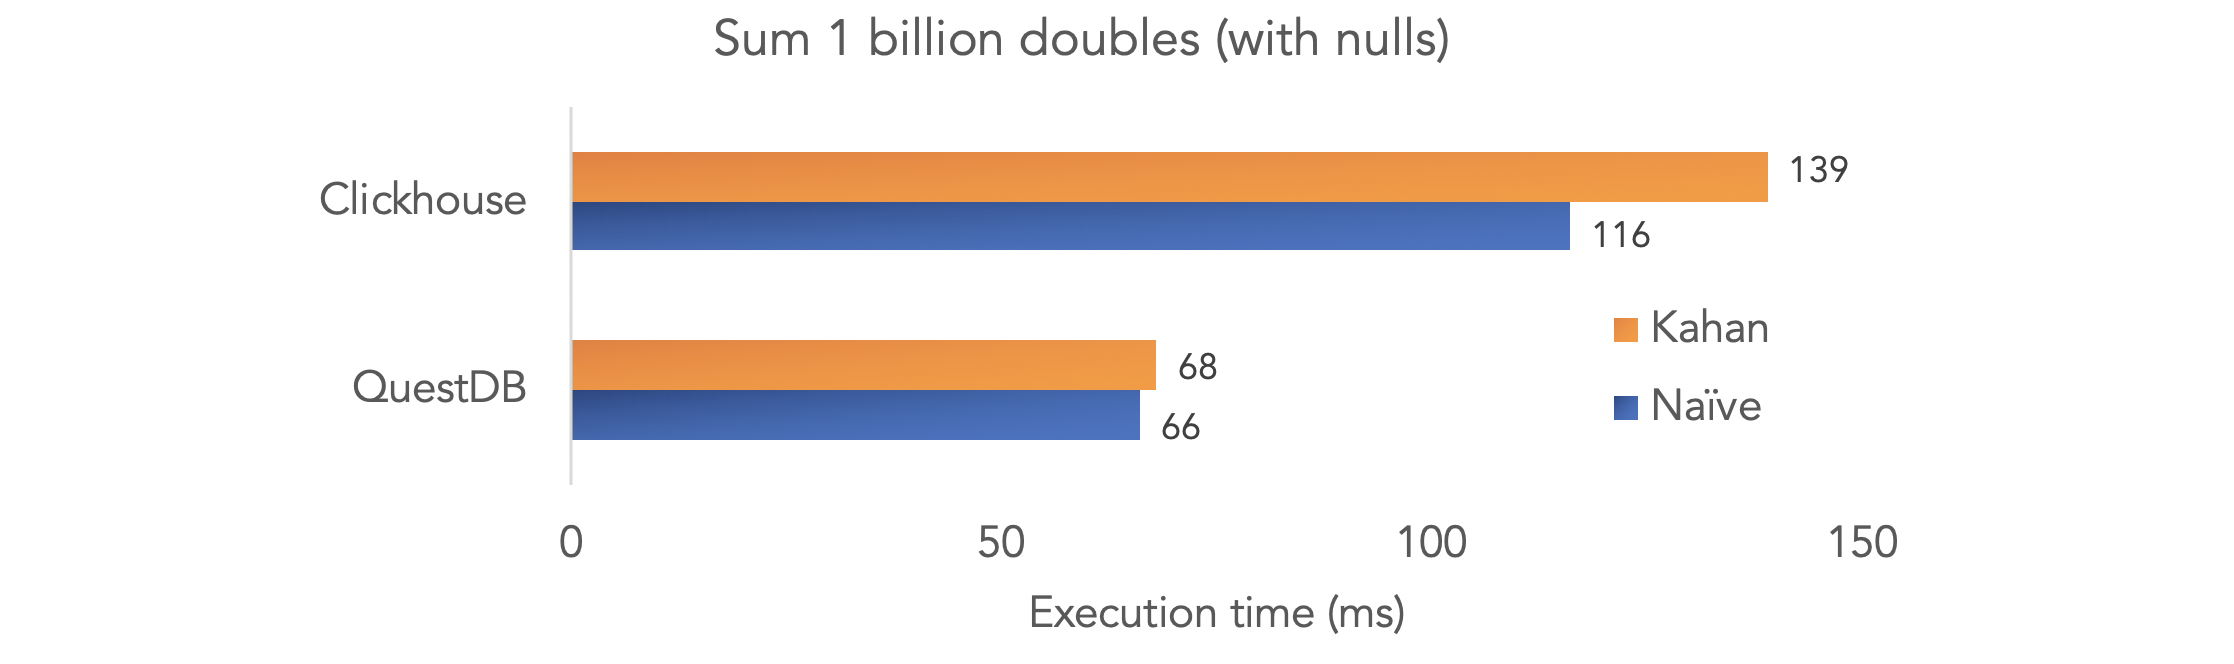 Sum 1 billion doubles (with nulls)
Clickhouse
139
116
QuestDB
68
66
Kahan
Naïve
0 50 100 150
Execution time (ms)